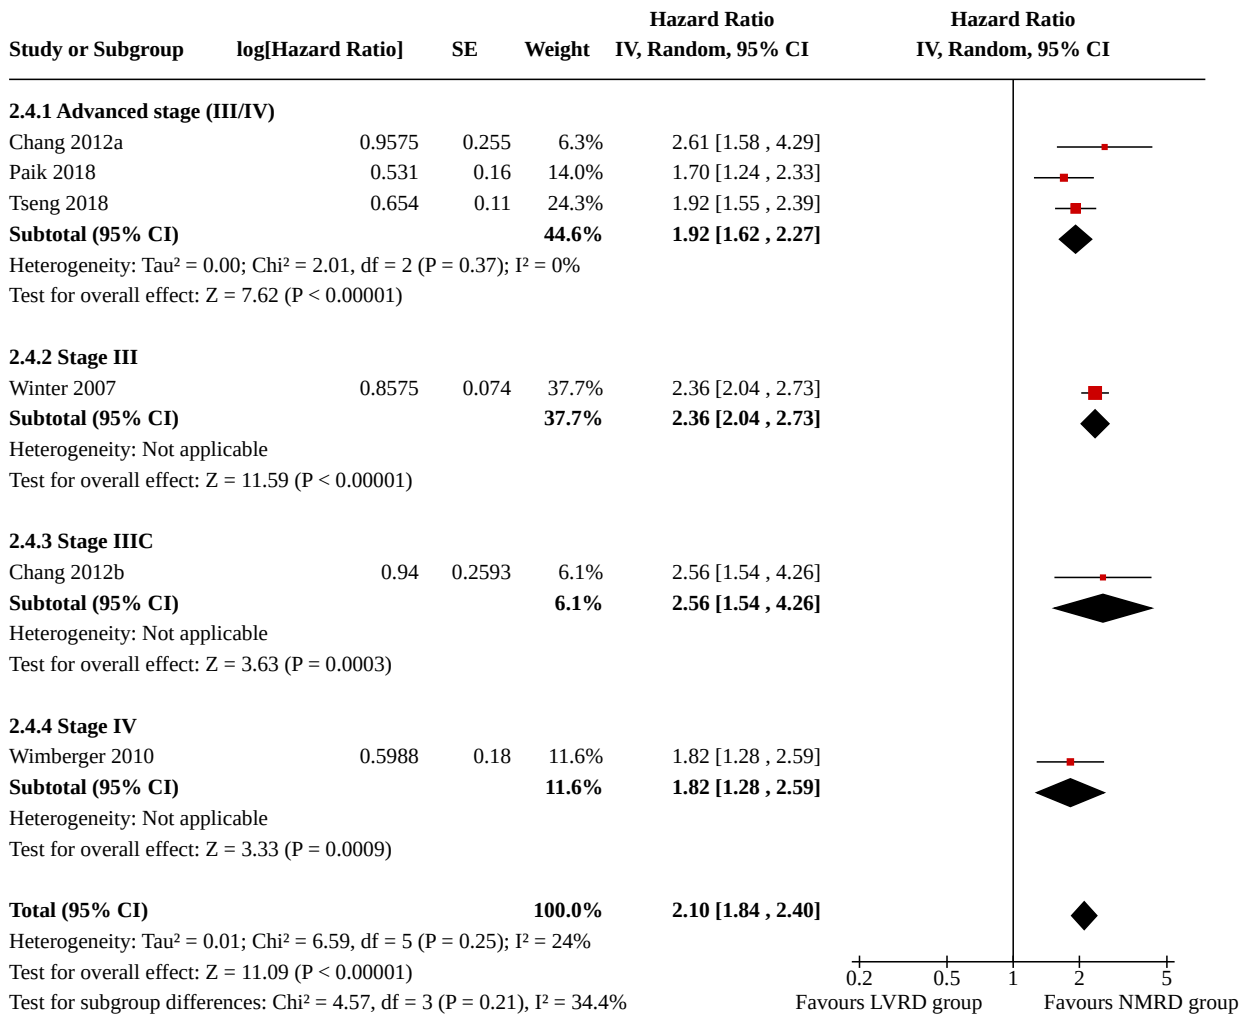 Hazard Ratio Hazard Ratio
Study or Subgroup log[Hazard Ratio] SE Weight IV, Random, 95% CI IV, Random, 95% CI
2.4.1 Advanced stage (III/IV)
Chang 2012a 0.9575 0.255 6.3% 2.61 [1.58 , 4.29]
Paik 2018 0.531 0.16 14.0% 1.70 [1.24 , 2.33]
Tseng 2018 0.654 0.11 24.3% 1.92 [1.55 , 2.39]
Subtotal (95% CI) 44.6% 1.92 [1.62 , 2.27]
Heterogeneity: Tau² = 0.00; Chi² = 2.01, df = 2 (P = 0.37); I² = 0%
Test for overall effect: Z = 7.62 (P < 0.00001)
2.4.2 Stage III
Winter 2007 0.8575 0.074 37.7% 2.36 [2.04 , 2.73]
Subtotal (95% CI) 37.7% 2.36 [2.04 , 2.73]
Heterogeneity: Not applicable
Test for overall effect: Z = 11.59 (P < 0.00001)
2.4.3 Stage IIIC
Chang 2012b 0.94 0.2593 6.1% 2.56 [1.54 , 4.26]
Subtotal (95% CI) 6.1% 2.56 [1.54 , 4.26]
Heterogeneity: Not applicable
Test for overall effect: Z = 3.63 (P = 0.0003)
2.4.4 Stage IV
Wimberger 2010 0.5988 0.18 11.6% 1.82 [1.28 , 2.59]
Subtotal (95% CI) 11.6% 1.82 [1.28 , 2.59]
Heterogeneity: Not applicable
Test for overall effect: Z = 3.33 (P = 0.0009)
Total (95% CI) 100.0% 2.10 [1.84 , 2.40]
Heterogeneity: Tau² = 0.01; Chi² = 6.59, df = 5 (P = 0.25); I² = 24%
Test for overall effect: Z = 11.09 (P < 0.00001)
0.2 0.5 1 2 5
Test for subgroup differences: Chi² = 4.57, df = 3 (P = 0.21), I² = 34.4%
Favours LVRD group Favours NMRD group